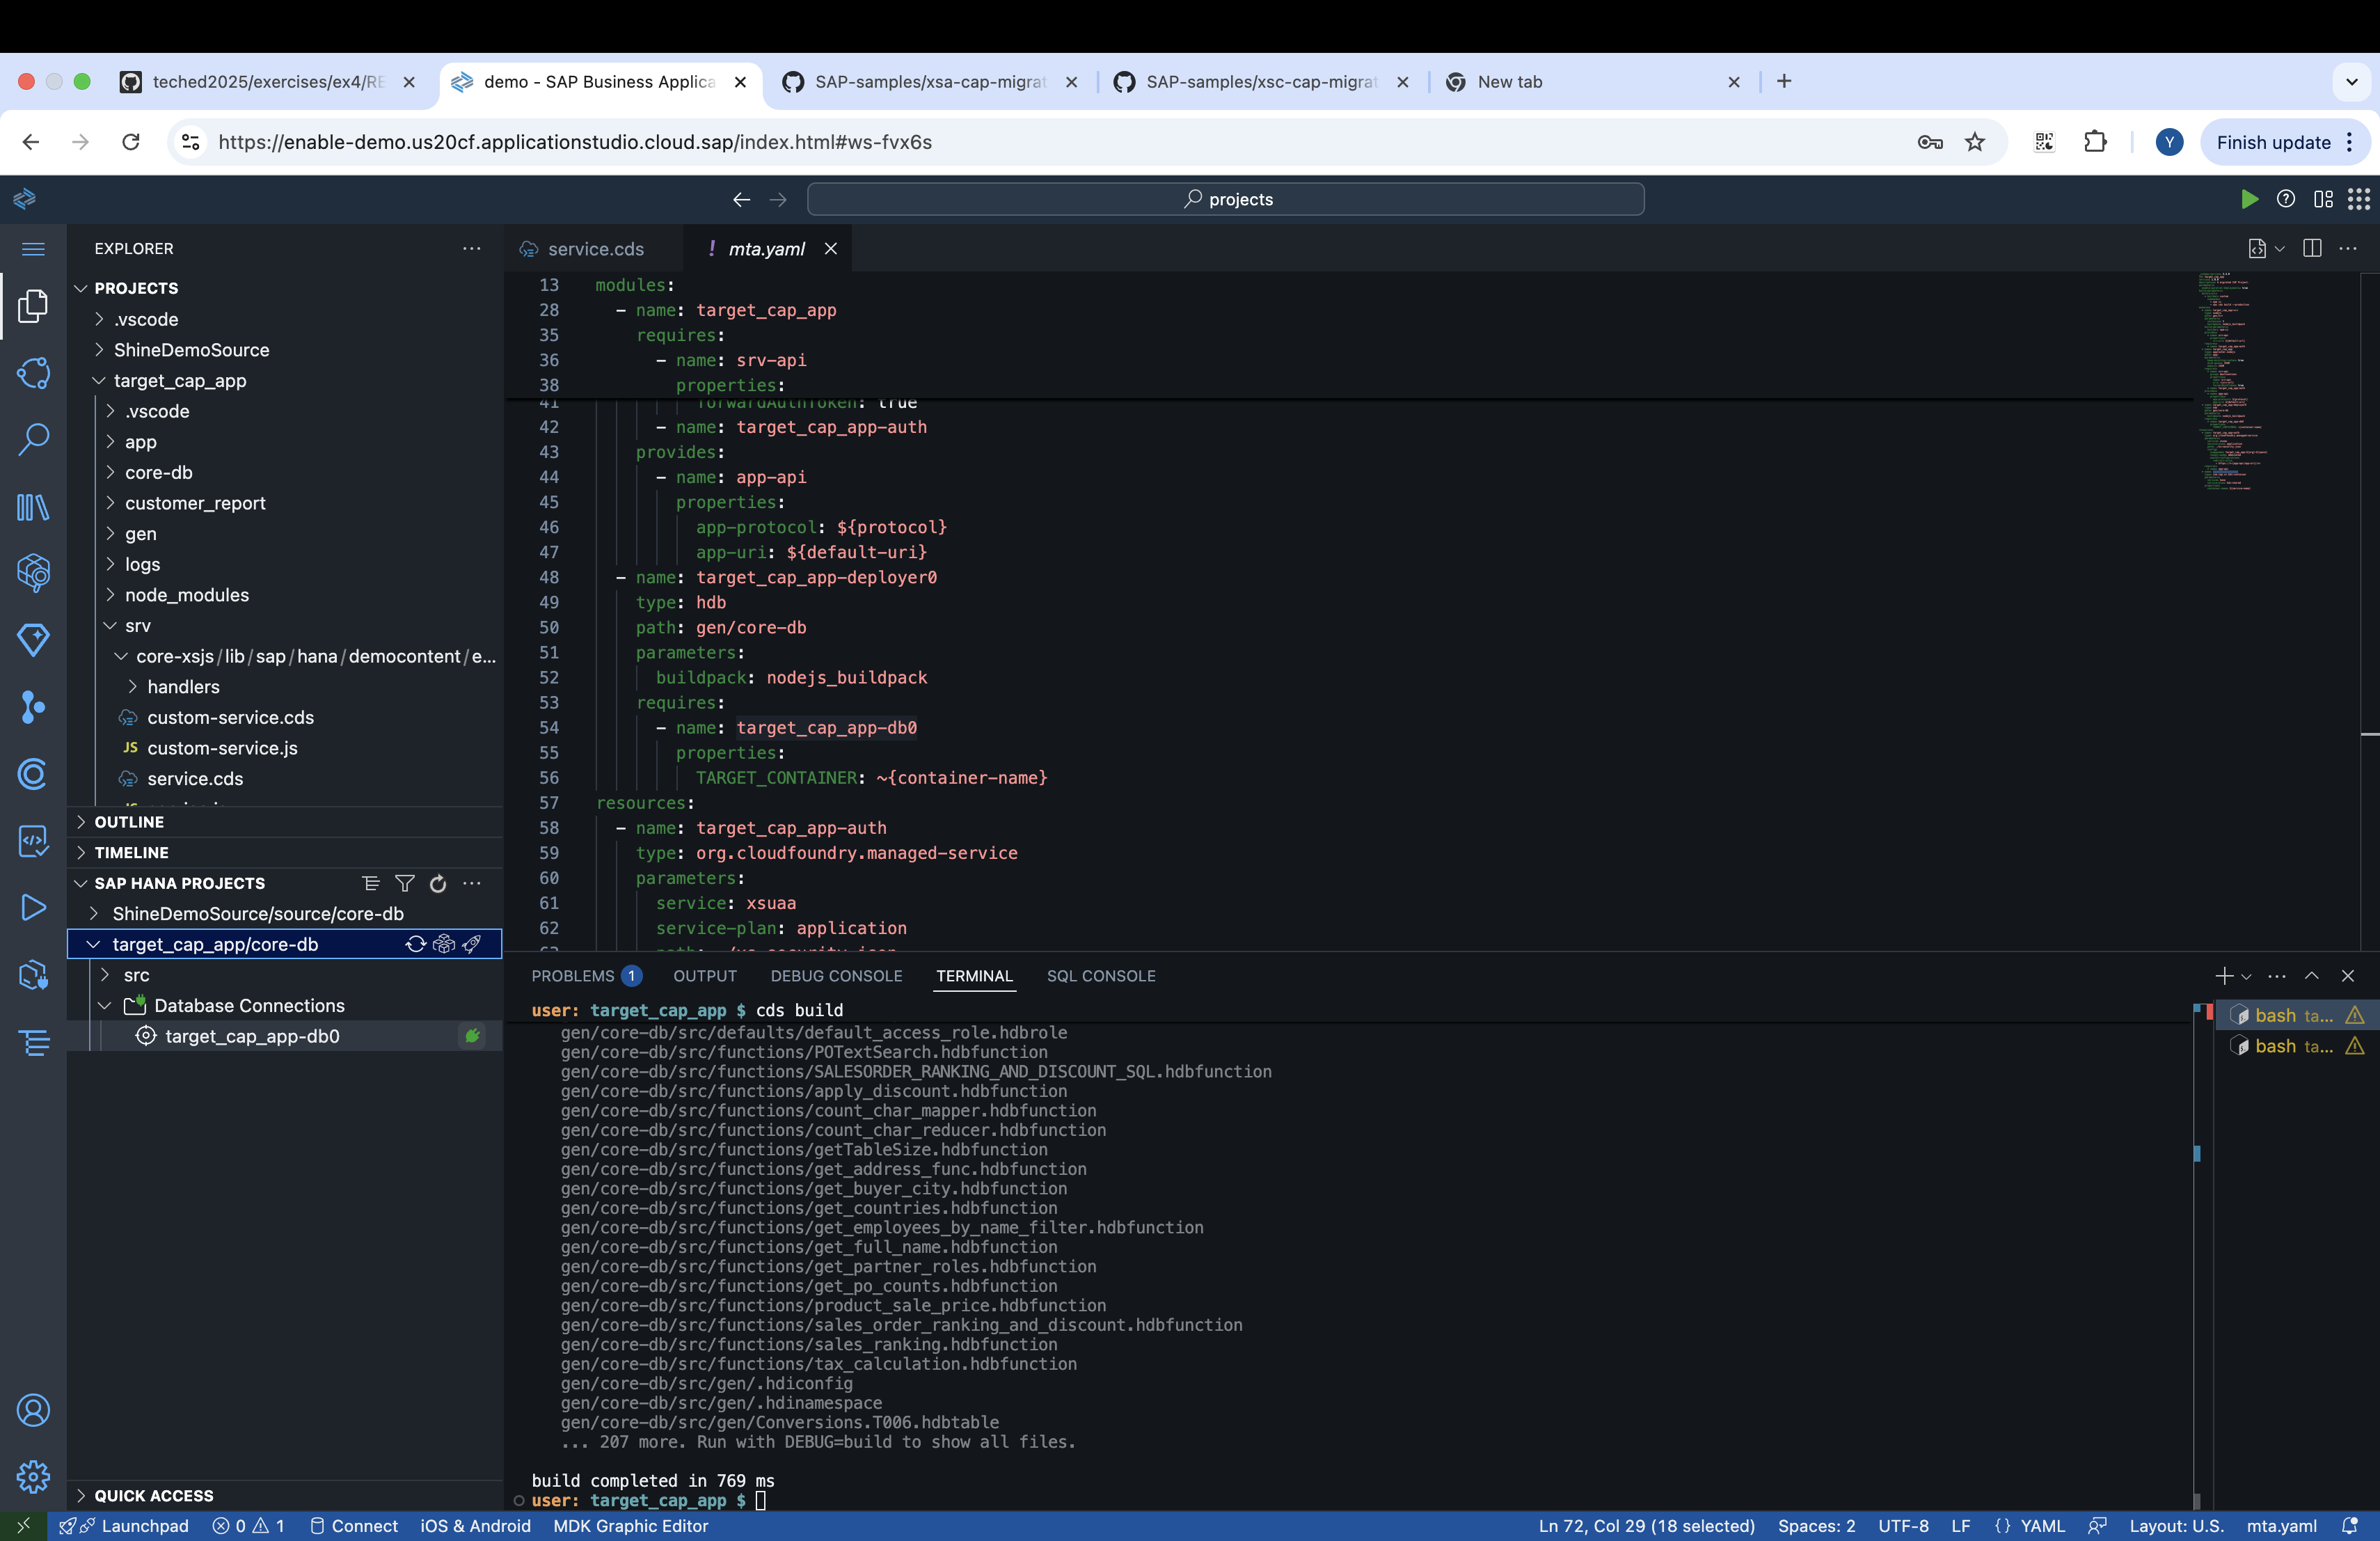 teched2025/exercises/ex4/RE
demo - SAP Business Applica
SAP-samples/xsa-cap-migrat
SAP-samples/xsc-cap-migrat
New tab
https://enable-demo.us20cf.applicationstudio.cloud.sap/index.html#ws-fvx6s
Y
Finish update
projects
EXPLORER
PROJECTS
.vscode
ShineDemoSource
target_cap_app
.vscode
app
core-db
customer_report
gen
logs
node_modules
srv
core-xsjs/lib/sap/hana/democontent/e...
handlers
custom-service.cds
JS custom-service.js
service.cds
OUTLINE
TIMELINE
SAP HANA PROJECTS
ShineDemoSource/source/core-db
target_cap_app/core-db
src
Database Connections
target_cap_app-db0
QUICK ACCESS
service.cds
! mta.yaml
13 modules:
28 - name: target_cap_app
35 requires:
36 - name: srv-api
38 properties:
41 forwardAuthToken: true
42 - name: target_cap_app-auth
43 provides:
44 - name: app-api
45 properties:
46 app-protocol: ${protocol}
47 app-uri: ${default-uri}
48 - name: target_cap_app-deployer0
49 type: hdb
50 path: gen/core-db
51 parameters:
52 buildpack: nodejs_buildpack
53 requires:
54 - name: target_cap_app-db0
55 properties:
56 TARGET_CONTAINER: ~{container-name}
57 resources:
58 - name: target_cap_app-auth
59 type: org.cloudfoundry.managed-service
60 parameters:
61 service: xsuaa
62 service-plan: application
PROBLEMS 1 OUTPUT DEBUG CONSOLE TERMINAL SQL CONSOLE
user: target_cap_app $ cds build
gen/core-db/src/defaults/default_access_role.hdbrole
gen/core-db/src/functions/POTextSearch.hdbfunction
gen/core-db/src/functions/SALESORDER_RANKING_AND_DISCOUNT_SQL.hdbfunction
gen/core-db/src/functions/apply_discount.hdbfunction
gen/core-db/src/functions/count_char_mapper.hdbfunction
gen/core-db/src/functions/count_char_reducer.hdbfunction
gen/core-db/src/functions/getTableSize.hdbfunction
gen/core-db/src/functions/get_address_func.hdbfunction
gen/core-db/src/functions/get_buyer_city.hdbfunction
gen/core-db/src/functions/get_countries.hdbfunction
gen/core-db/src/functions/get_employees_by_name_filter.hdbfunction
gen/core-db/src/functions/get_full_name.hdbfunction
gen/core-db/src/functions/get_partner_roles.hdbfunction
gen/core-db/src/functions/get_po_counts.hdbfunction
gen/core-db/src/functions/product_sale_price.hdbfunction
gen/core-db/src/functions/sales_order_ranking_and_discount.hdbfunction
gen/core-db/src/functions/sales_ranking.hdbfunction
gen/core-db/src/functions/tax_calculation.hdbfunction
gen/core-db/src/gen/.hdiconfig
gen/core-db/src/gen/.hdinamespace
gen/core-db/src/gen/Conversions.T006.hdbtable
... 207 more. Run with DEBUG=build to show all files.
build completed in 769 ms
user: target_cap_app $
bash ta...
bash ta...
Launchpad 0 1 Connect iOS & Android MDK Graphic Editor
Ln 72, Col 29 (18 selected) Spaces: 2 UTF-8 LF {} YAML Layout: U.S. mta.yaml